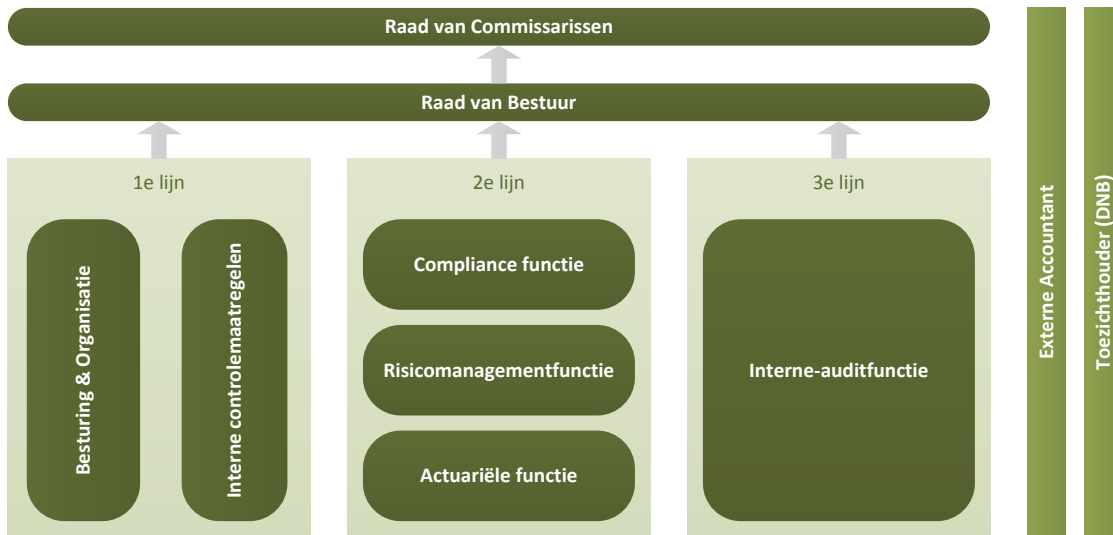 Raad van Commissarissen
Raad van Bestuur
1e lijn
Besturing & Organisatie
Interne controlemaatregelen
2e lijn
Compliance functie
Risicomanagementfunctie
Actuariële functie
3e lijn
Interne-auditfunctie
Externe Accountant
Toezichthouder (DNB)